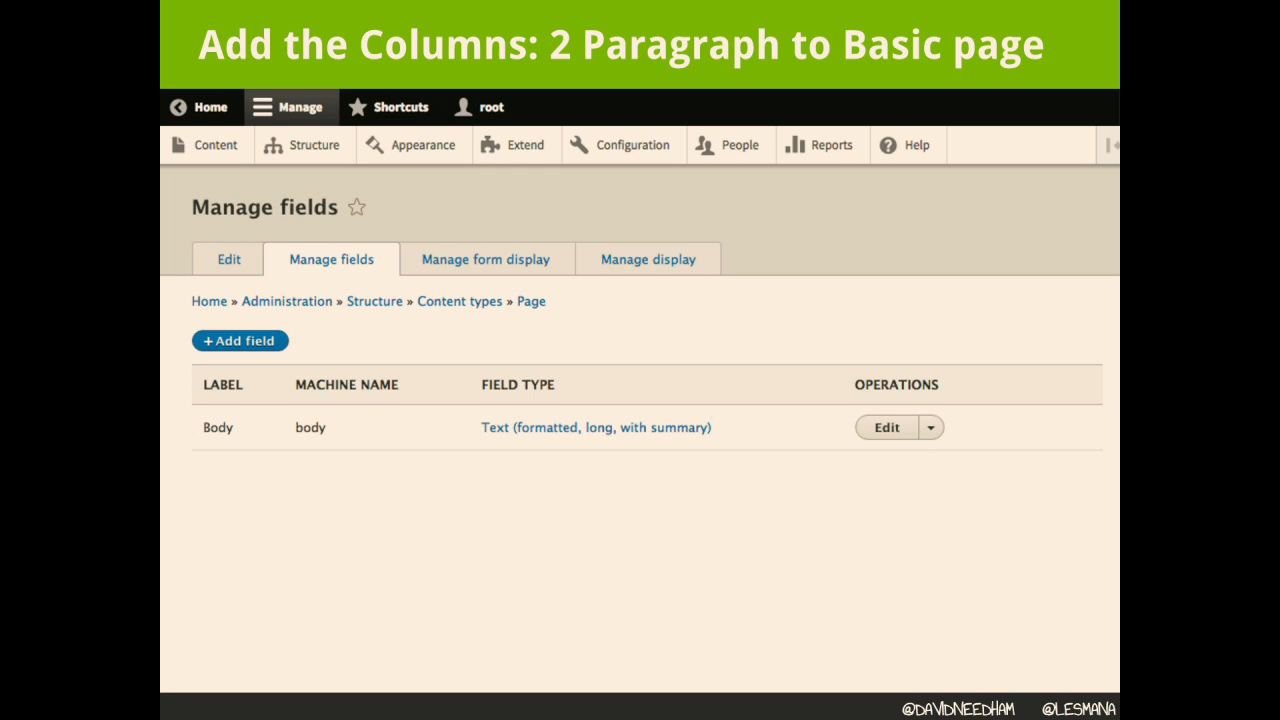 Add the Columns: 2 Paragraph to Basic page
Home Manage Shortcuts root
Content Structure Appearance Extend Configuration People Reports Help
Manage fields
Edit Manage fields Manage form display Manage display
Home » Administration » Structure » Content types » Page
+ Add field
LABEL MACHINE NAME FIELD TYPE OPERATIONS
Body body Text (formatted, long, with summary) Edit
@DAVIDNEEDHAM @LESMANA